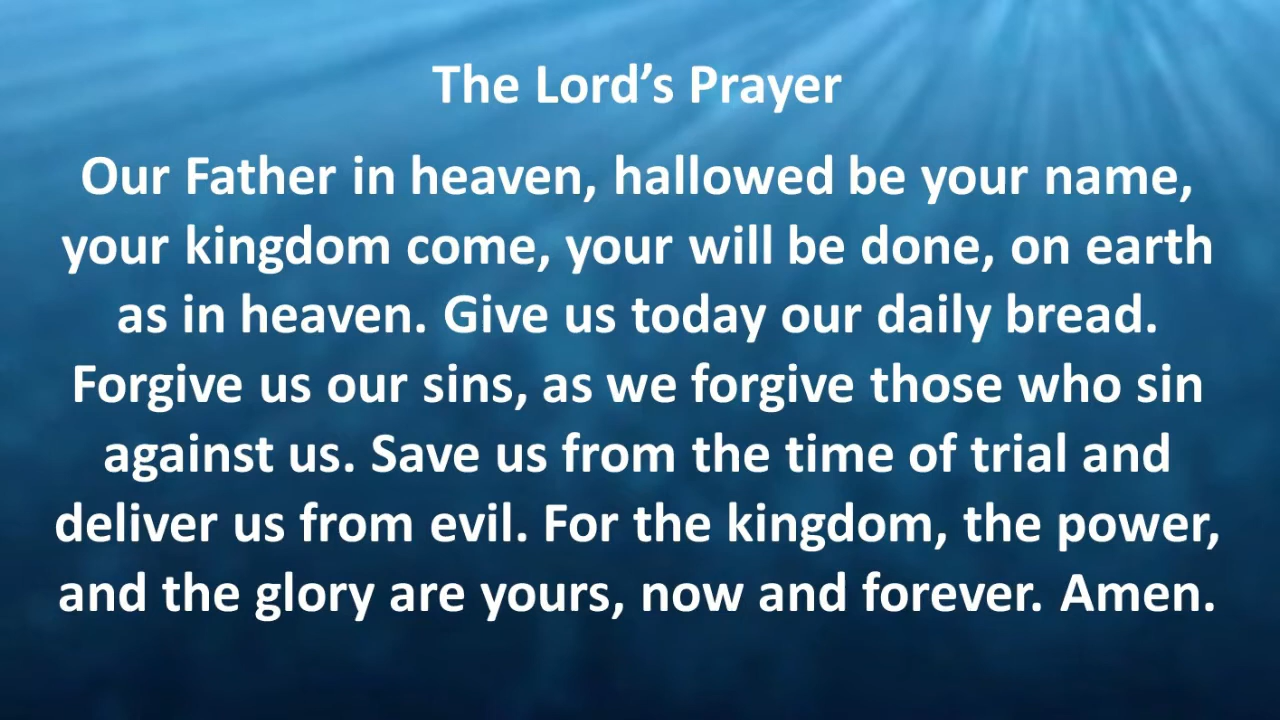 The Lord’s Prayer
Our Father in heaven, hallowed be your name,
your kingdom come, your will be done, on earth
as in heaven. Give us today our daily bread.
Forgive us our sins, as we forgive those who sin
against us. Save us from the time of trial and
deliver us from evil. For the kingdom, the power,
and the glory are yours, now and forever. Amen.